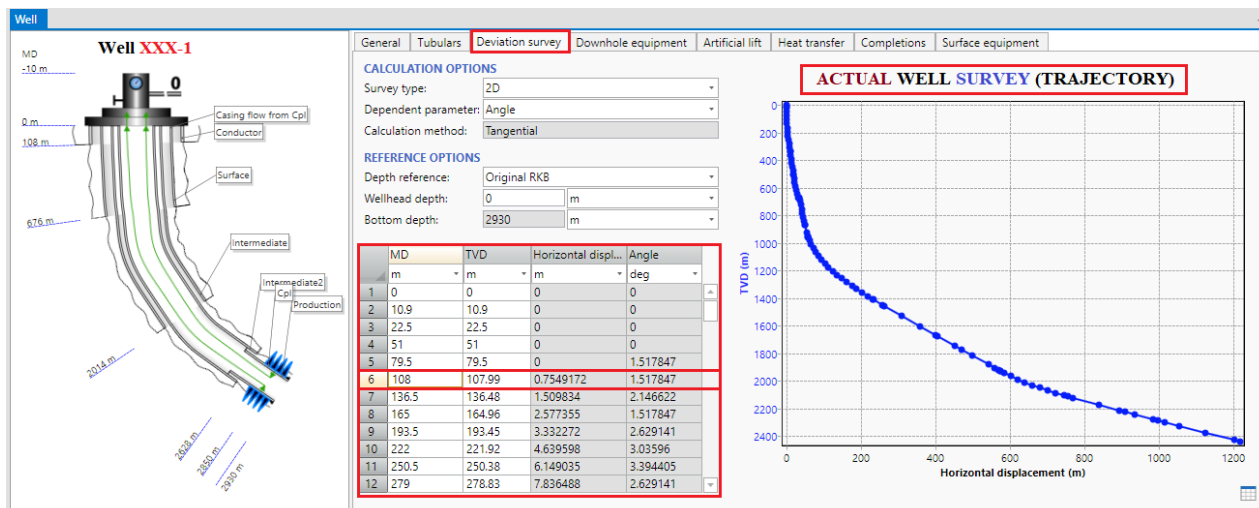 Well
Well XXX-1
MD
-10 m
0
0 m
108 m
676 m
2014 m
2628 m
2850 m
2930 m
Casing flow from Cpl
Conductor
Surface
Intermediate
Intermediate2
Cpl
Production
General Tubulars Deviation survey Downhole equipment Artificial lift Heat transfer Completions Surface equipment
CALCULATION OPTIONS
Survey type: 2D
Dependent parameter: Angle
Calculation method: Tangential
REFERENCE OPTIONS
Depth reference: Original RKB
Wellhead depth: 0 m
Bottom depth: 2930 m
MD TVD Horizontal displ... Angle
m m m deg
1 0 0 0 0
2 10.9 10.9 0 0
3 22.5 22.5 0 0
4 51 51 0 0
5 79.5 79.5 0 1.517847
6 108 107.99 0.7549172 1.517847
7 136.5 136.48 1.509834 2.146622
8 165 164.96 2.577355 1.517847
9 193.5 193.45 3.332272 2.629141
10 222 221.92 4.639598 3.03596
11 250.5 250.38 6.149035 3.394405
12 279 278.83 7.836488 2.629141
ACTUAL WELL SURVEY (TRAJECTORY)
TVD (m)
0
200
400
600
800
1000
1200
1400
1600
1800
2000
2200
2400
0 200 400 600 800 1000 1200
Horizontal displacement (m)